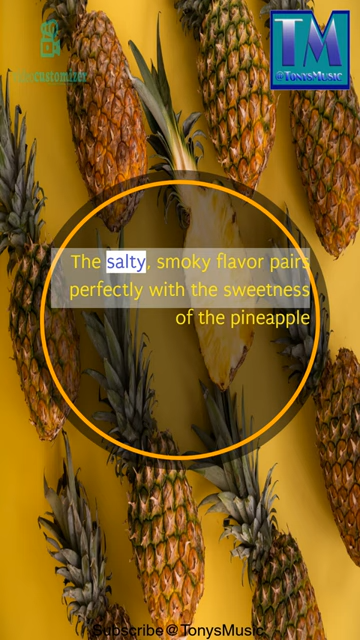 TM
@TonysMusic
customizer
The salty, smoky flavor pairs
perfectly with the sweetness
of the pineapple
Subscribe @ TonysMusic